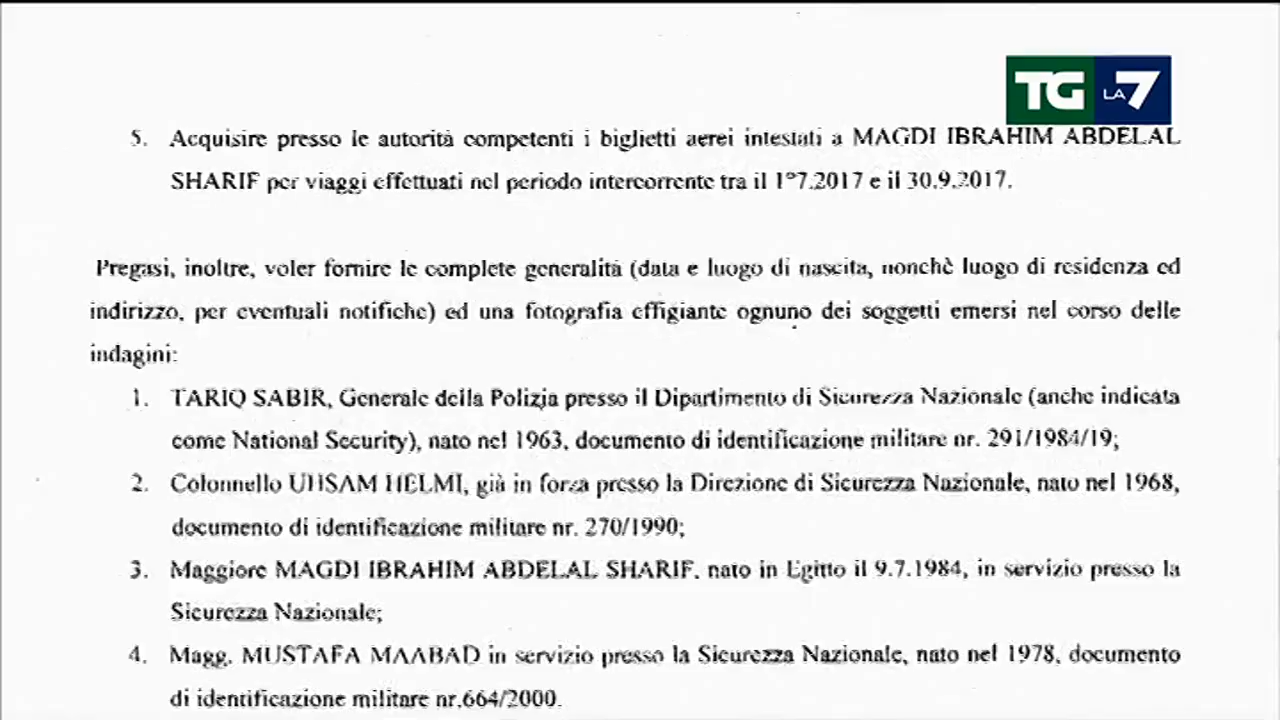 TG LA 7
5. Acquisire presso le autorità competenti i biglietti aerei intestati a MAGDI IBRAHIM ABDELAL
SHARIF per viaggi effettuati nel periodo intercorrente tra il 1°7.2017 e il 30.9.2017.
Pregasi, inoltre, voler fornire le complete generalità (data e luogo di nascita, nonchè luogo di residenza ed
indirizzo, per eventuali notifiche) ed una fotografia effigiante ognuno dei soggetti emersi nel corso delle
indagini:
1. TARIQ SABIR, Generale della Polizia presso il Dipartimento di Sicurezza Nazionale (anche indicata
come National Security), nato nel 1963, documento di identificazione militare nr. 291/1984/19;
2. Colonnello UHSAM HELMI, già in forza presso la Direzione di Sicurezza Nazionale, nato nel 1968,
documento di identificazione militare nr. 270/1990;
3. Maggiore MAGDI IBRAHIM ABDELAL SHARIF, nato in Egitto il 9.7.1984, in servizio presso la
Sicurezza Nazionale;
4. Magg. MUSTAFA MAABAD in servizio presso la Sicurezza Nazionale, nato nel 1978, documento
di identificazione militare nr.664/2000.